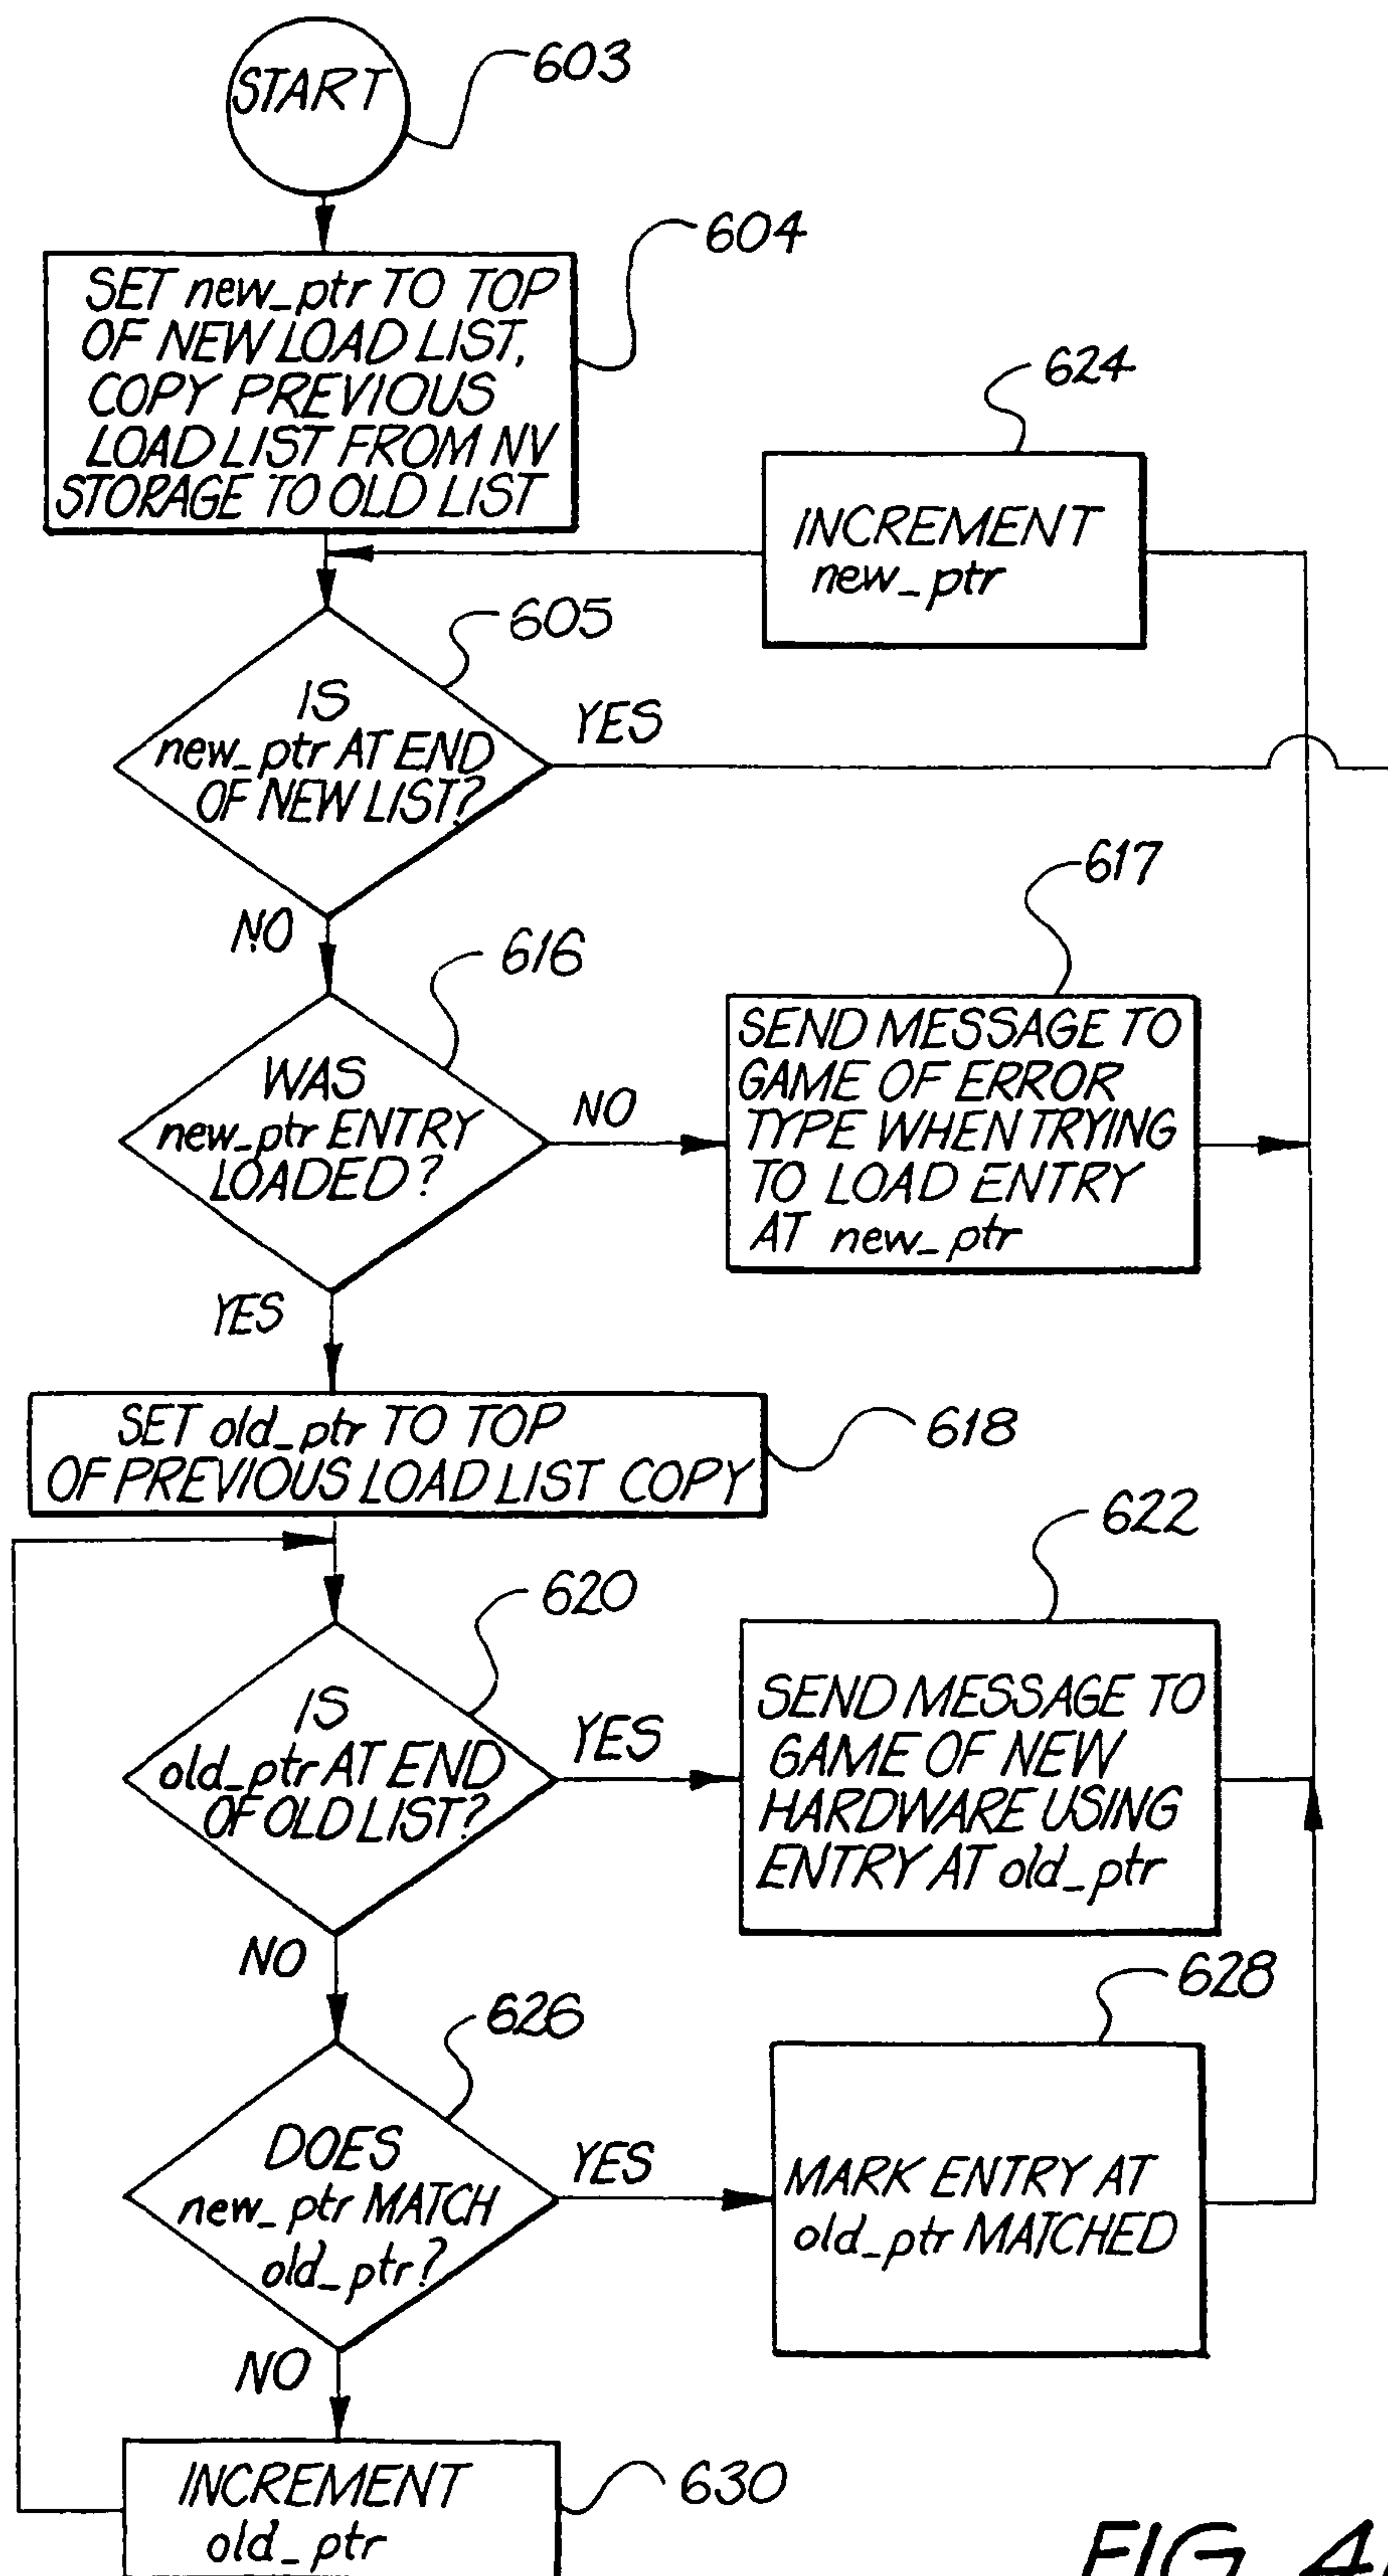 START
603
604
SET new_ptr TO TOP
OF NEW LOAD LIST,
COPY PREVIOUS
LOAD LIST FROM NV
STORAGE TO OLD LIST
624
INCREMENT
new_ptr
605
IS
new_ptr AT END
OF NEW LIST?
YES
NO
616
WAS
new_ptr ENTRY
LOADED?
NO
617
SEND MESSAGE TO
GAME OF ERROR
TYPE WHEN TRYING
TO LOAD ENTRY
AT new_ptr
YES
SET old_ptr TO TOP
OF PREVIOUS LOAD LIST COPY
618
620
IS
old_ptr AT END
OF OLD LIST?
YES
622
SEND MESSAGE TO
GAME OF NEW
HARDWARE USING
ENTRY AT old_ptr
NO
626
DOES
new_ptr MATCH
old_ptr?
YES
628
MARK ENTRY AT
old_ptr MATCHED
NO
INCREMENT
old_ptr
630
FIG. 4